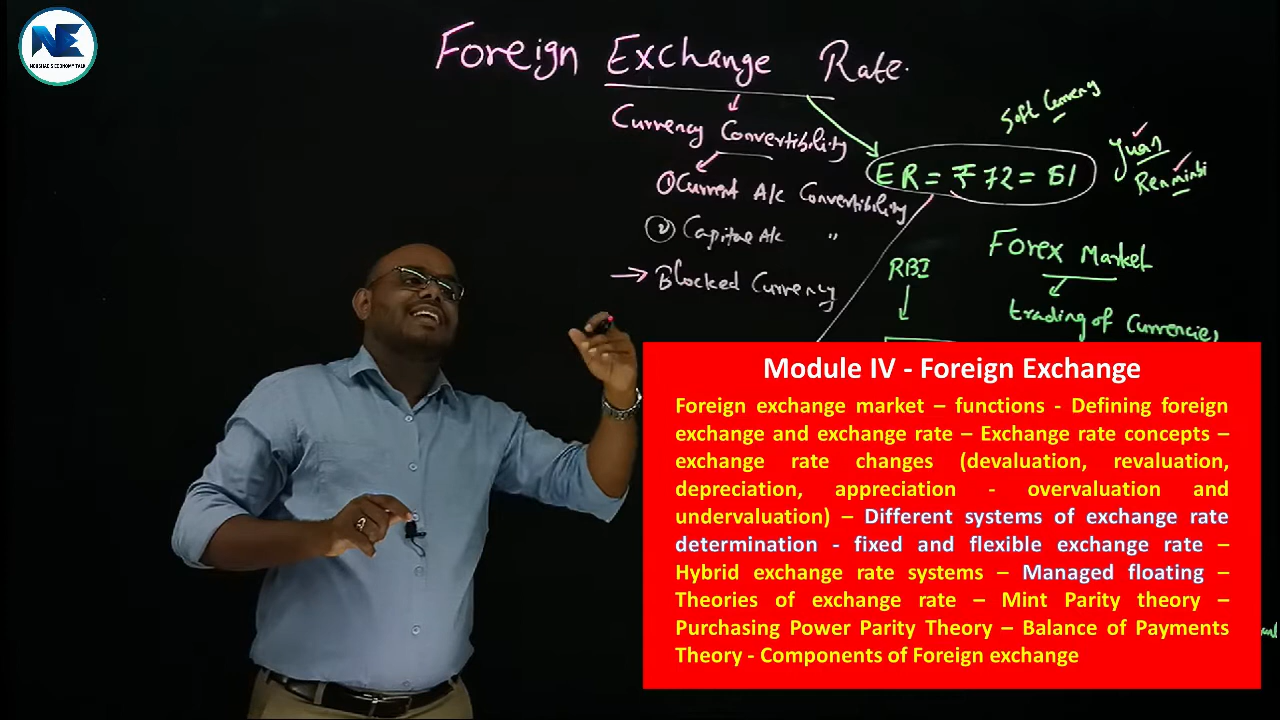 NE
NOUSHAD'S ECONOMY TALK
Foreign Exchange Rate.
Currency Convertibility
① Current A/c Convertibility
② Capital A/c "
→ Blocked Currency
Soft Currency
ER = ₹ 72 = $1
Yuan
Renminbi
Forex Market
trading of Currencies
RBI
Module IV - Foreign Exchange
Foreign exchange market – functions - Defining foreign
exchange and exchange rate – Exchange rate concepts –
exchange rate changes (devaluation, revaluation,
depreciation, appreciation - overvaluation and
undervaluation) – Different systems of exchange rate
determination - fixed and flexible exchange rate –
Hybrid exchange rate systems – Managed floating –
Theories of exchange rate – Mint Parity theory –
Purchasing Power Parity Theory – Balance of Payments
Theory - Components of Foreign exchange